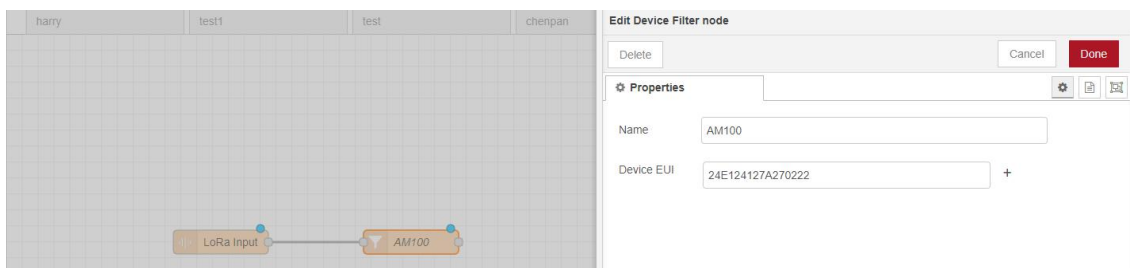 harry test1 test chenpan
LoRa Input AM100
Edit Device Filter node
Delete Cancel Done
Properties
Name AM100
Device EUI 24E124127A270222 +